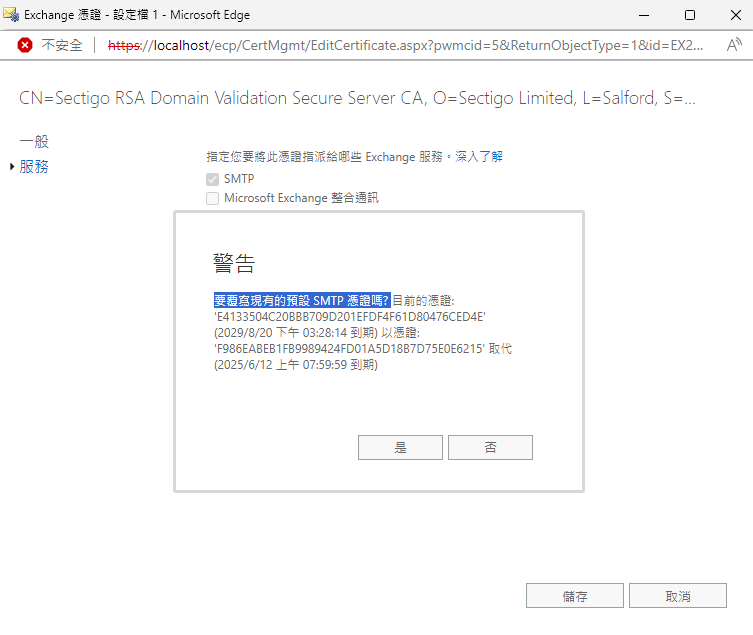 Exchange 憑證 - 設定檔 1 - Microsoft Edge
不安全 https://localhost/ecp/CertMgmt/EditCertificate.aspx?pwmcid=5&ReturnObjectType=1&id=EX2...
CN=Sectigo RSA Domain Validation Secure Server CA, O=Sectigo Limited, L=Salford, S=...
一般
服務
指定您要將此憑證指派給哪些 Exchange 服務。深入了解
SMTP
Microsoft Exchange 整合通訊
警告
要覆寫現有的預設 SMTP 憑證嗎? 目前的憑證:
'E4133504C20BBB709D201EFDF4F61D80476CED4E'
(2029/8/20 下午 03:28:14 到期) 以憑證:
'F986EABEB1FB9989424FD01A5D18B7D75E0E6215' 取代
(2025/6/12 上午 07:59:59 到期)
是 否
儲存 取消